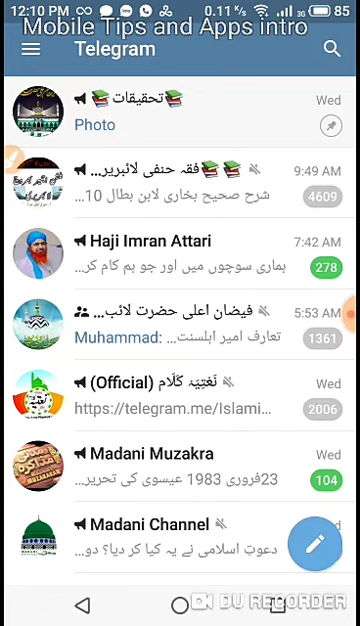 12:10 PM 0.11 K/s 3G 85
Mobile Tips and Apps intro
Telegram
تحقیقات Wed
Photo
فقہ حنفی لائبریر... 9:49 AM
شرح صحیح بخاری لابن بطال 10... 4609
Haji Imran Attari 7:42 AM
ہماری سوچوں میں اور جو ہم کام کر... 278
فیضان اعلی حضرت لائب... 5:53 AM
Muhammad: تعارف امیر اہلسنت... 1361
نَغْتِیَہ کَلَام (Official) Wed
https://telegram.me/Islami... 2006
Madani Muzakra Wed
23فروری 1983 عیسوی کی تحریر... 104
Madani Channel
دعوتِ اسلامی نے یہ کیا کر دیا؟ دو...
DU RECORDER